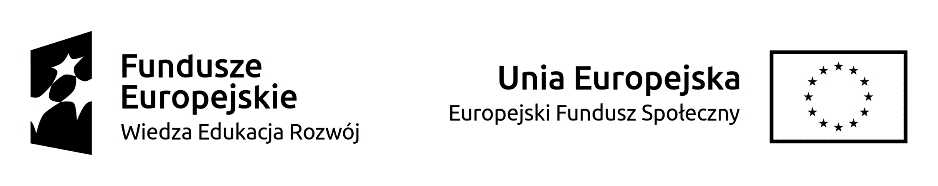 Fundusze
Europejskie
Wiedza Edukacja Rozwój
Unia Europejska
Europejski Fundusz Społeczny